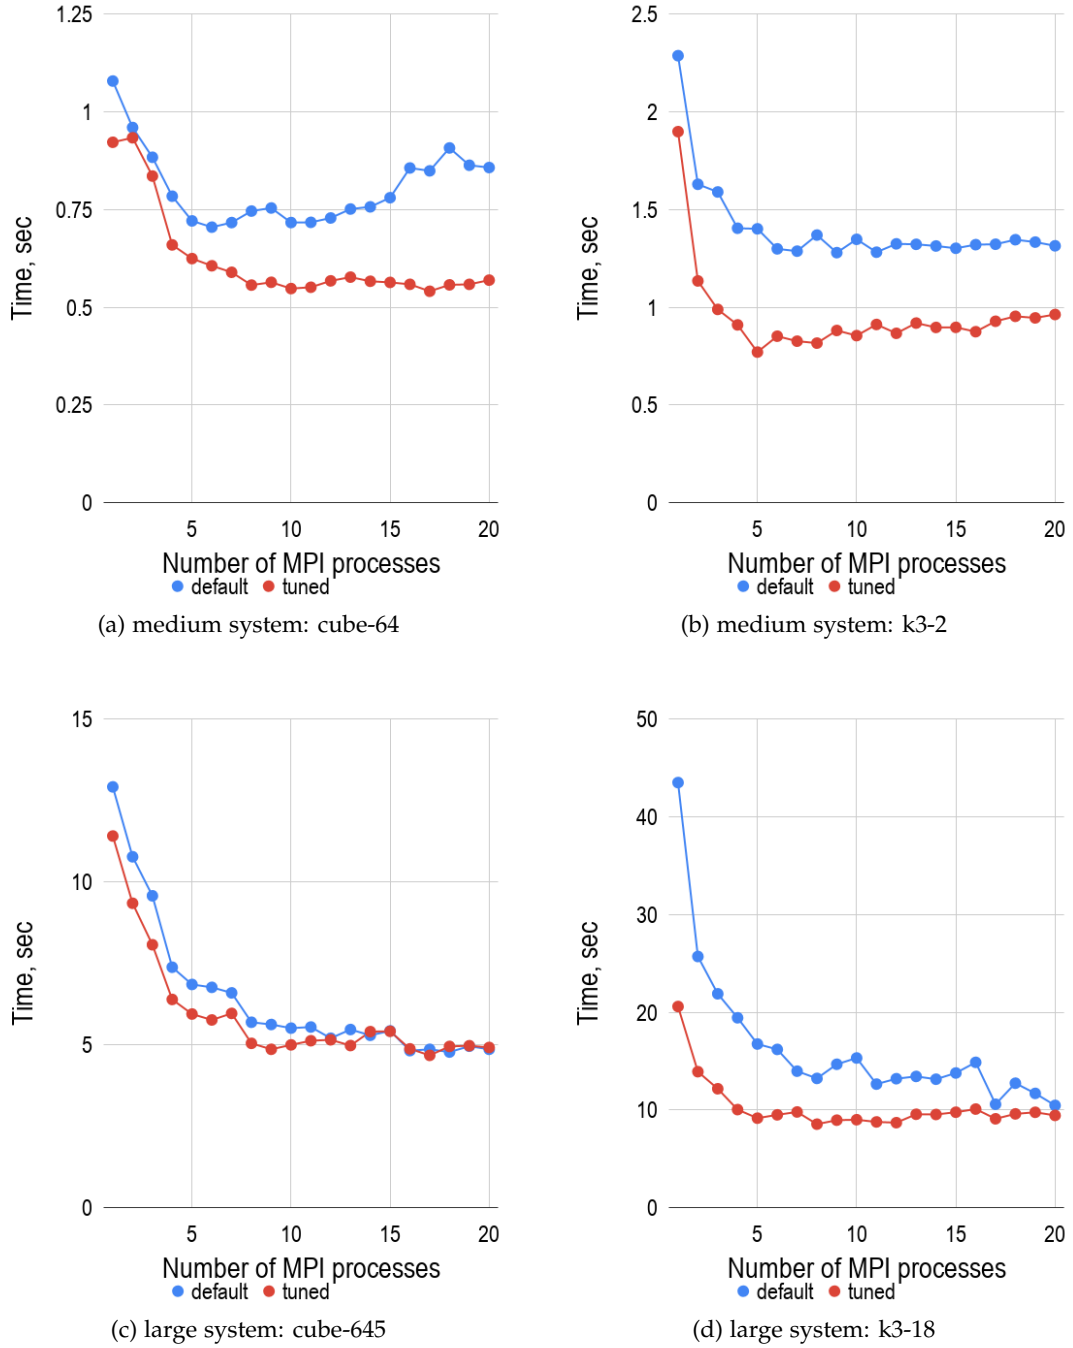 1.25
1
0.75
0.5
0.25
0
Time, sec
5 10 15 20
Number of MPI processes
default tuned
(a) medium system: cube-64
2.5
2
1.5
1
0.5
0
Time, sec
5 10 15 20
Number of MPI processes
default tuned
(b) medium system: k3-2
15
10
5
0
Time, sec
5 10 15 20
Number of MPI processes
default tuned
(c) large system: cube-645
50
40
30
20
10
0
Time, sec
5 10 15 20
Number of MPI processes
default tuned
(d) large system: k3-18